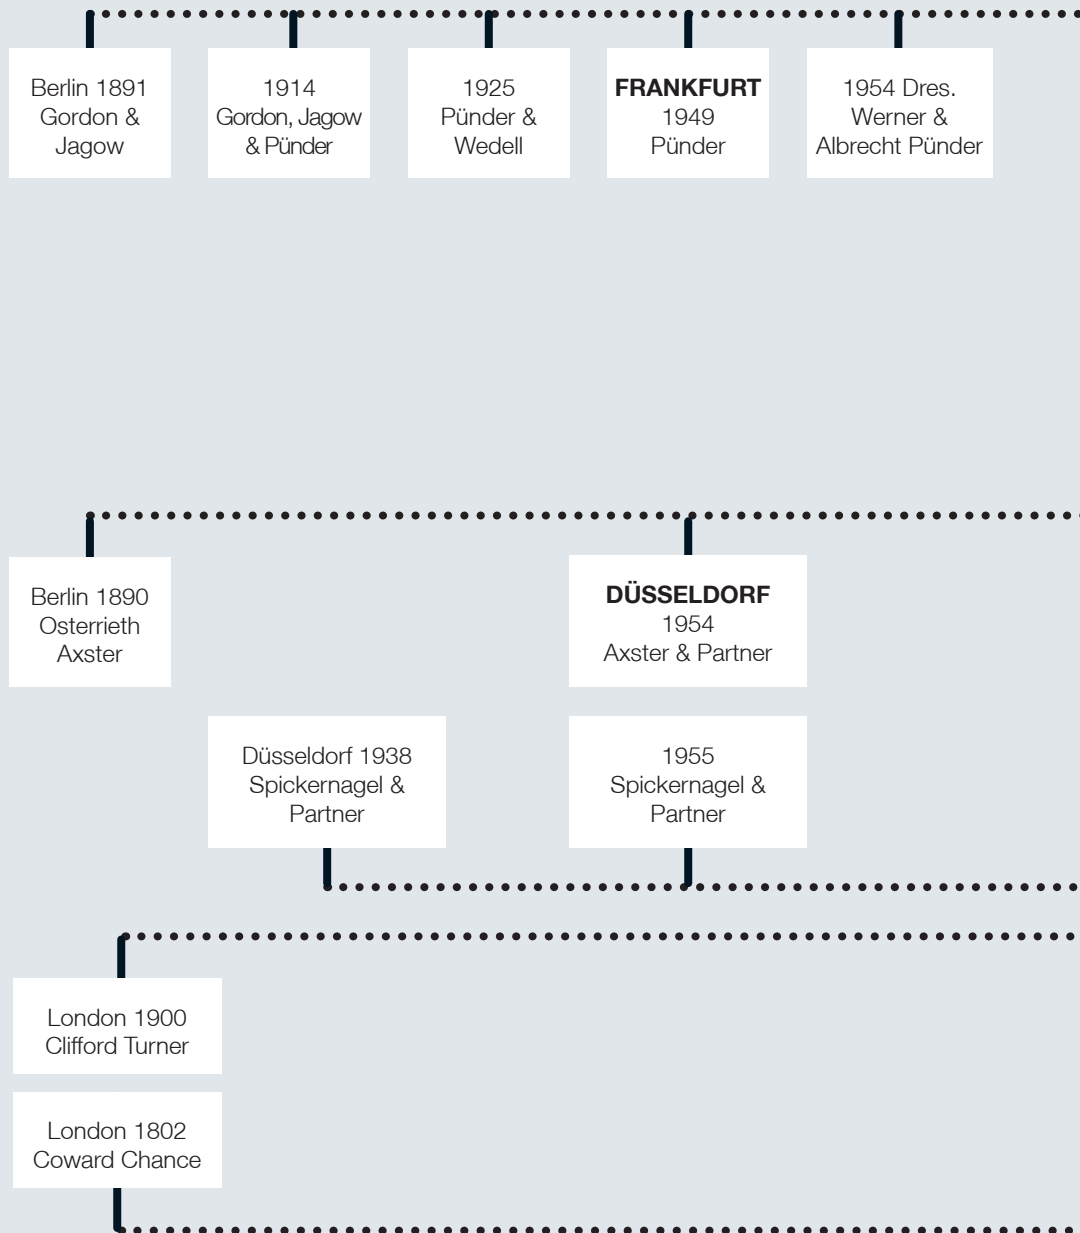 Berlin 1891
Gordon &
Jagow
1914
Gordon, Jagow
& Pünder
1925
Pünder &
Wedell
FRANKFURT
1949
Pünder
1954 Dres.
Werner &
Albrecht Pünder
Berlin 1890
Osterrieth
Axster
DÜSSELDORF
1954
Axster & Partner
Düsseldorf 1938
Spickernagel &
Partner
1955
Spickernagel &
Partner
London 1900
Clifford Turner
London 1802
Coward Chance